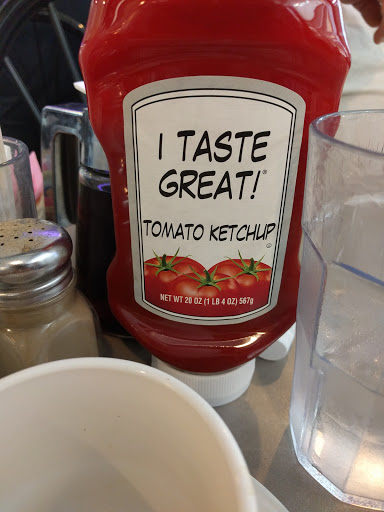 I TASTE
GREAT!®
TOMATO KETCHUP
NET WT 20 OZ (1 LB 4 OZ) 567g